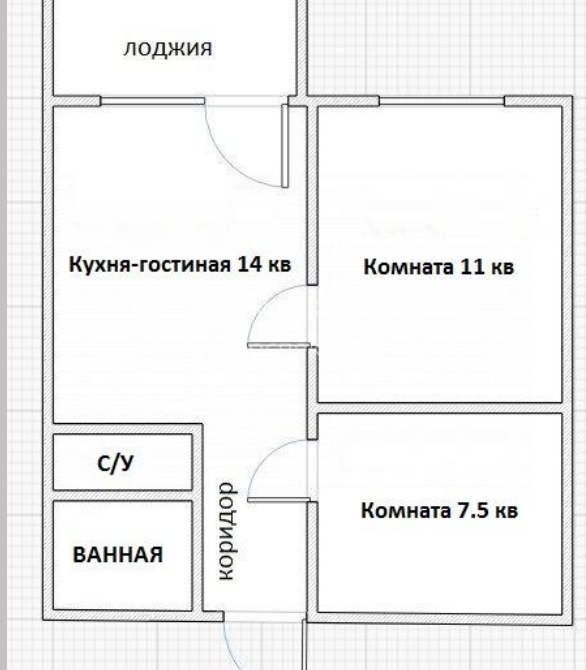 лоджия
Кухня-гостиная 14 кв
Комната 11 кв
С/У
Комната 7.5 кв
ВАННАЯ
коридор